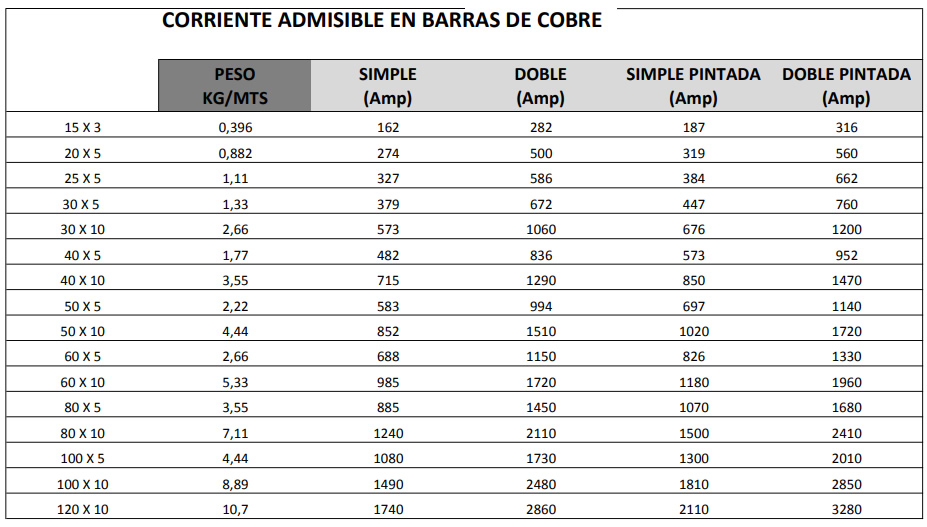 CORRIENTE ADMISIBLE EN BARRAS DE COBRE
PESO SIMPLE DOBLE SIMPLE PINTADA DOBLE PINTADA
KG/MTS (Amp) (Amp) (Amp) (Amp)
15 X 3 0,396 162 282 187 316
20 X 5 0,882 274 500 319 560
25 X 5 1,11 327 586 384 662
30 X 5 1,33 379 672 447 760
30 X 10 2,66 573 1060 676 1200
40 X 5 1,77 482 836 573 952
40 X 10 3,55 715 1290 850 1470
50 X 5 2,22 583 994 697 1140
50 X 10 4,44 852 1510 1020 1720
60 X 5 2,66 688 1150 826 1330
60 X 10 5,33 985 1720 1180 1960
80 X 5 3,55 885 1450 1070 1680
80 X 10 7,11 1240 2110 1500 2410
100 X 5 4,44 1080 1730 1300 2010
100 X 10 8,89 1490 2480 1810 2850
120 X 10 10,7 1740 2860 2110 3280